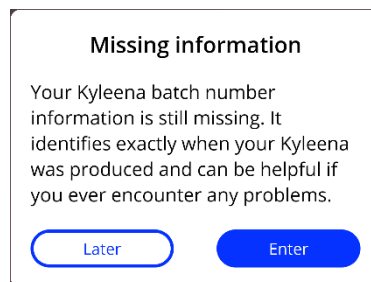 Missing information
Your Kyleena batch number
information is still missing. It
identifies exactly when your Kyleena
was produced and can be helpful if
you ever encounter any problems.
Later
Enter